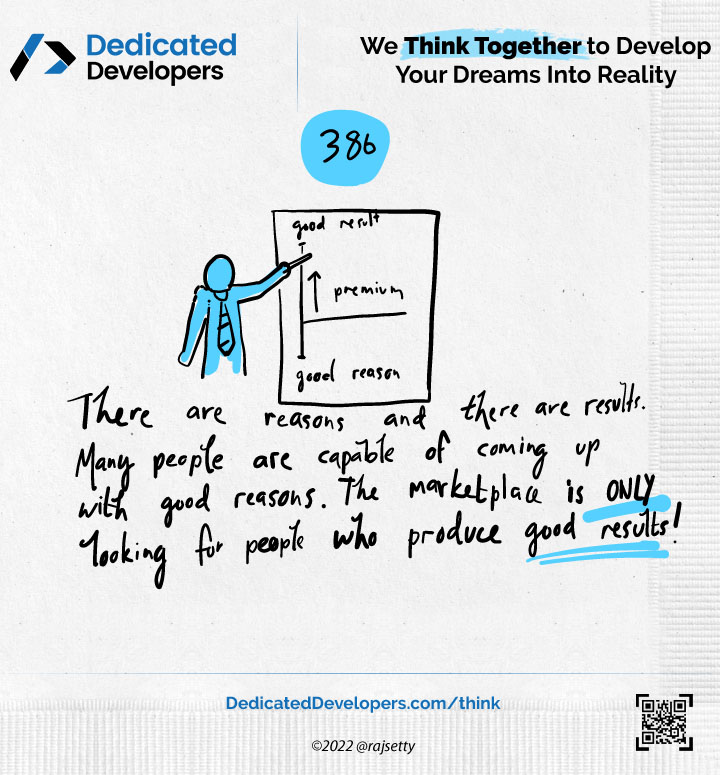 Dedicated
Developers
We Think Together to Develop
Your Dreams Into Reality
386
good result
premium
good reason
There are reasons and there are results.
Many people are capable of coming up
with good reasons. The marketplace is ONLY
looking for people who produce good results!
DedicatedDevelopers.com/think
©2022 @rajsetty